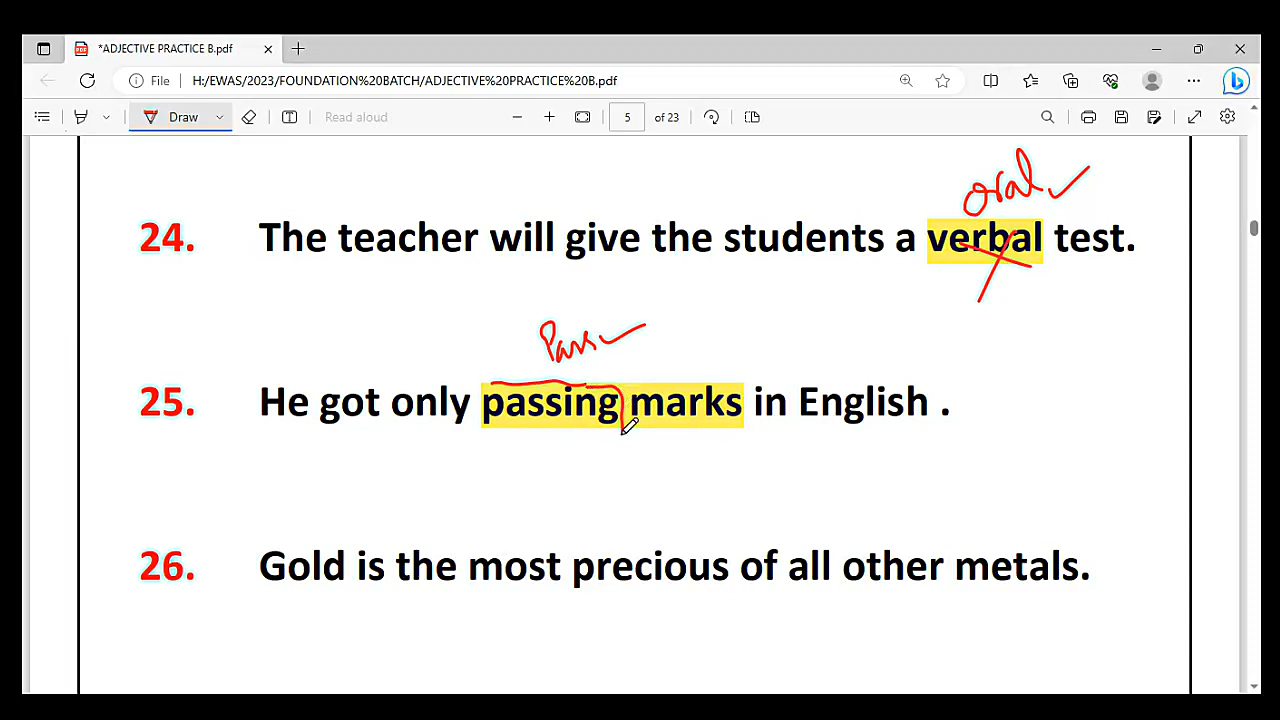 *ADJECTIVE PRACTICE B.pdf
File H:/EWAS/2023/FOUNDATION%20BATCH/ADJECTIVE%20PRACTICE%20B.pdf
Draw Read aloud 5 of 23
oral
24. The teacher will give the students a verbal test.
Pass
25. He got only passing marks in English .
26. Gold is the most precious of all other metals.